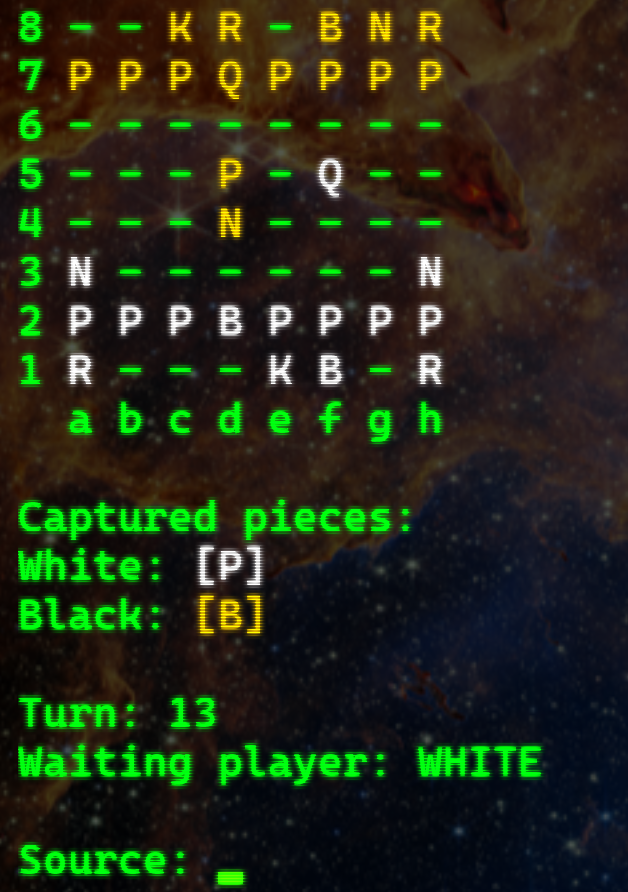 8 - - K R - B N R
7 P P P Q P P P P
6 - - - - - - - -
5 - - - P - Q - -
4 - - - N - - - -
3 N - - - - - - N
2 P P P B P P P P
1 R - - - K B - R
a b c d e f g h
Captured pieces:
White: [P]
Black: [B]
Turn: 13
Waiting player: WHITE
Source: